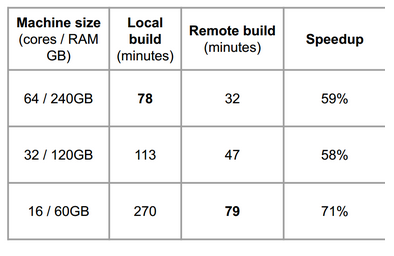 Machine size Local Remote build Speedup
(cores / RAM build (minutes)
GB) (minutes)
64 / 240GB 78 32 59%
32 / 120GB 113 47 58%
16 / 60GB 270 79 71%